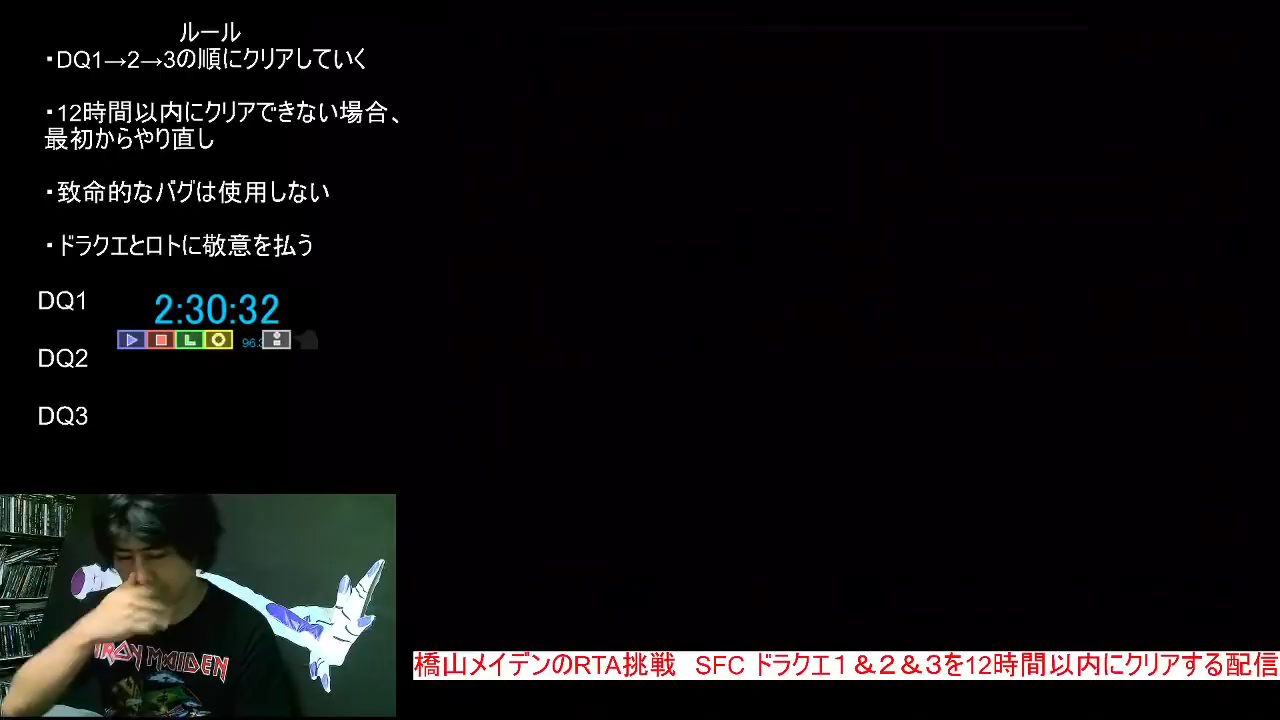 ルール
・DQ1→2→3の順にクリアしていく
・12時間以内にクリアできない場合、
最初からやり直し
・致命的なバグは使用しない
・ドラクエとロトに敬意を払う
DQ1
2:30:32
96.
DQ2
DQ3
IRON MAIDEN
橋山メイデンのRTA挑戦　SFC ドラクエ１＆２＆３を12時間以内にクリアする配信